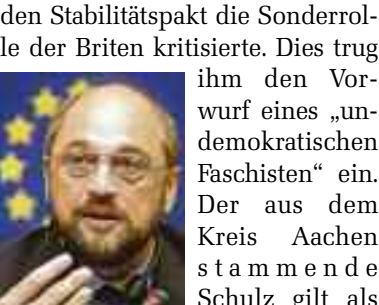 den Stabilitätspakt die Sonderrol-
le der Briten kritisierte. Dies trug
ihm den Vor-
wurf eines „un-
demokratischen
Faschisten“ ein.
Der aus dem
Kreis Aachen
stammende
Schulz gilt als